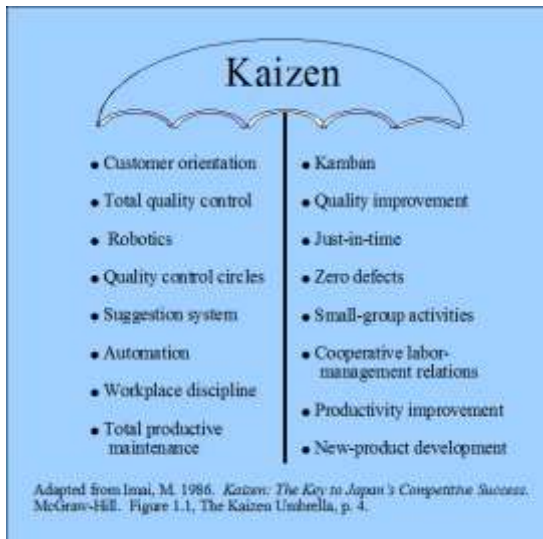 Kaizen
• Customer orientation
• Total quality control
• Robotics
• Quality control circles
• Suggestion system
• Automation
• Workplace discipline
• Total productive
maintenance
• Kamban
• Quality improvement
• Just-in-time
• Zero defects
• Small-group activities
• Cooperative labor-
management relations
• Productivity improvement
• New-product development
Adapted from Imai, M. 1986. Kaizen: The Key to Japan's Competitive Success.
McGraw-Hill. Figure 1.1, The Kaizen Umbrella, p. 4.